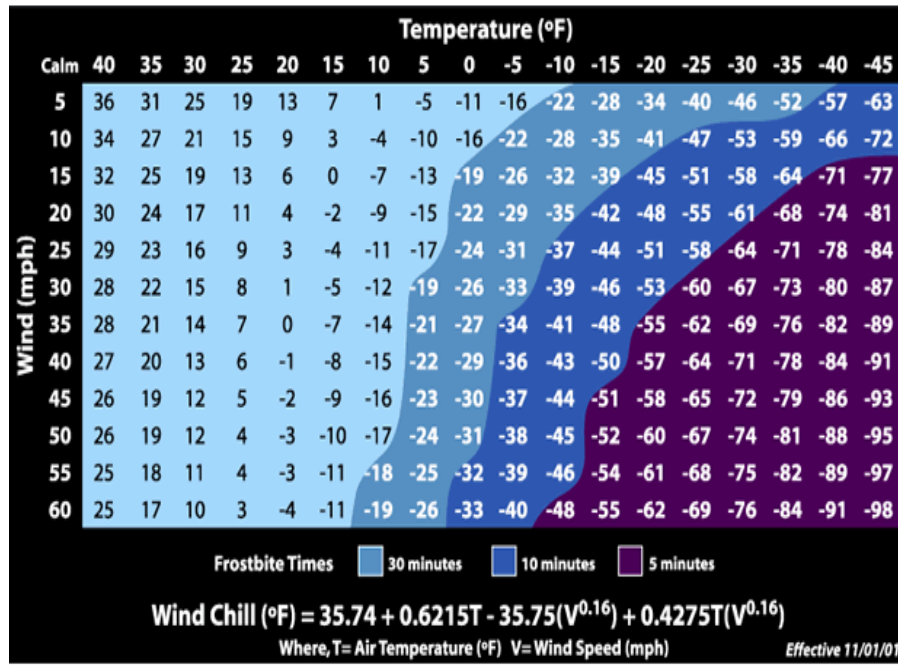 Temperature (ºF)
Calm 40 35 30 25 20 15 10 5 0 -5 -10 -15 -20 -25 -30 -35 -40 -45
Wind (mph)
5 36 31 25 19 13 7 1 -5 -11 -16 -22 -28 -34 -40 -46 -52 -57 -63
10 34 27 21 15 9 3 -4 -10 -16 -22 -28 -35 -41 -47 -53 -59 -66 -72
15 32 25 19 13 6 0 -7 -13 -19 -26 -32 -39 -45 -51 -58 -64 -71 -77
20 30 24 17 11 4 -2 -9 -15 -22 -29 -35 -42 -48 -55 -61 -68 -74 -81
25 29 23 16 9 3 -4 -11 -17 -24 -31 -37 -44 -51 -58 -64 -71 -78 -84
30 28 22 15 8 1 -5 -12 -19 -26 -33 -39 -46 -53 -60 -67 -73 -80 -87
35 28 21 14 7 0 -7 -14 -21 -27 -34 -41 -48 -55 -62 -69 -76 -82 -89
40 27 20 13 6 -1 -8 -15 -22 -29 -36 -43 -50 -57 -64 -71 -78 -84 -91
45 26 19 12 5 -2 -9 -16 -23 -30 -37 -44 -51 -58 -65 -72 -79 -86 -93
50 26 19 12 4 -3 -10 -17 -24 -31 -38 -45 -52 -60 -67 -74 -81 -88 -95
55 25 18 11 4 -3 -11 -18 -25 -32 -39 -46 -54 -61 -68 -75 -82 -89 -97
60 25 17 10 3 -4 -11 -19 -26 -33 -40 -48 -55 -62 -69 -76 -84 -91 -98
Frostbite Times 30 minutes 10 minutes 5 minutes
Wind Chill (ºF) = 35.74 + 0.6215T - 35.75(V^0.16) + 0.4275T(V^0.16)
Where, T= Air Temperature (ºF) V= Wind Speed (mph)
Effective 11/01/01